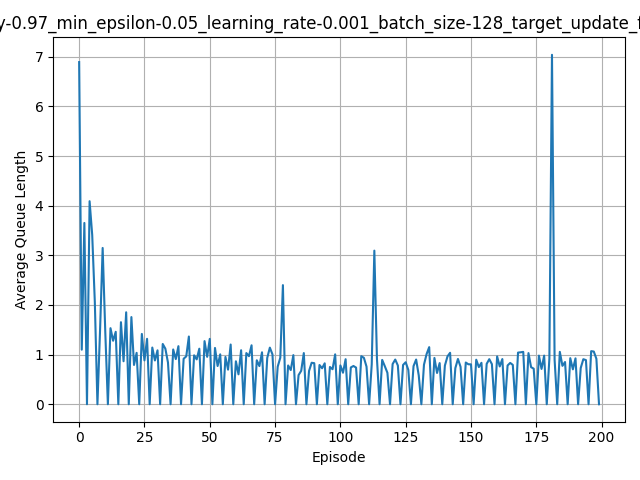 y-0.97_min_epsilon-0.05_learning_rate-0.001_batch_size-128_target_update_f
7
6
5
4
3
2
1
0
Average Queue Length
0 25 50 75 100 125 150 175 200
Episode